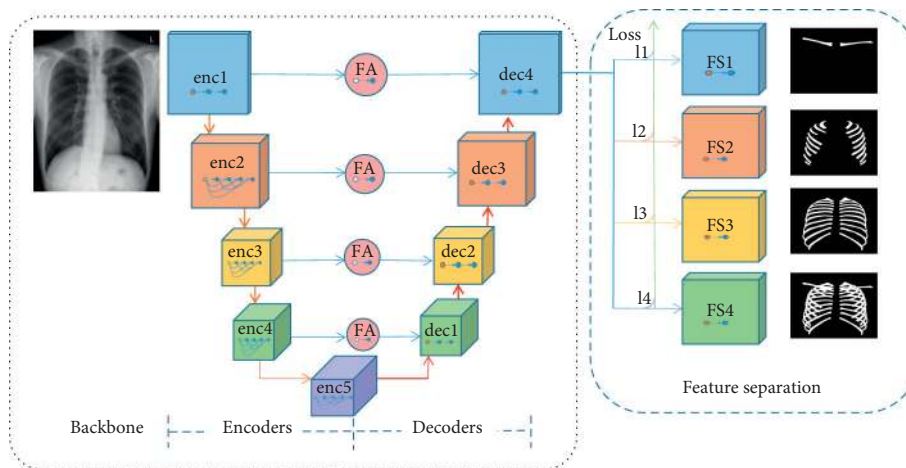 L
enc1
FA
dec4
Loss
l1
FS1
enc2
FA
dec3
l2
FS2
enc3
FA
dec2
l3
FS3
enc4
FA
dec1
l4
FS4
enc5
Feature separation
Backbone
Encoders
Decoders